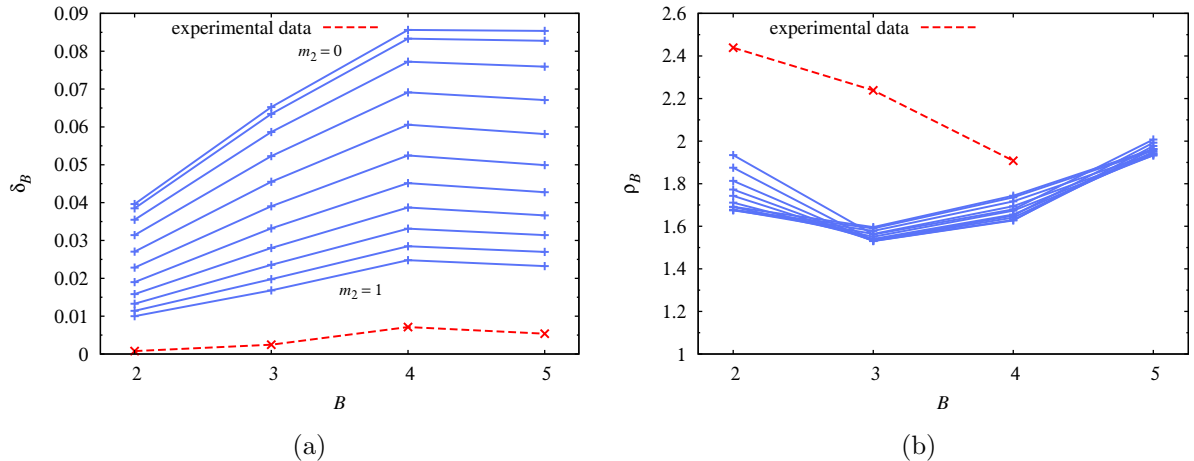 0.09
0.08
0.07
0.06
0.05
0.04
0.03
0.02
0.01
0
δ_B
experimental data
m₂ = 0
m₂ = 1
2 3 4 5
B
(a)
2.6
2.4
2.2
2
1.8
1.6
1.4
1.2
1
ρ_B
experimental data
2 3 4 5
B
(b)